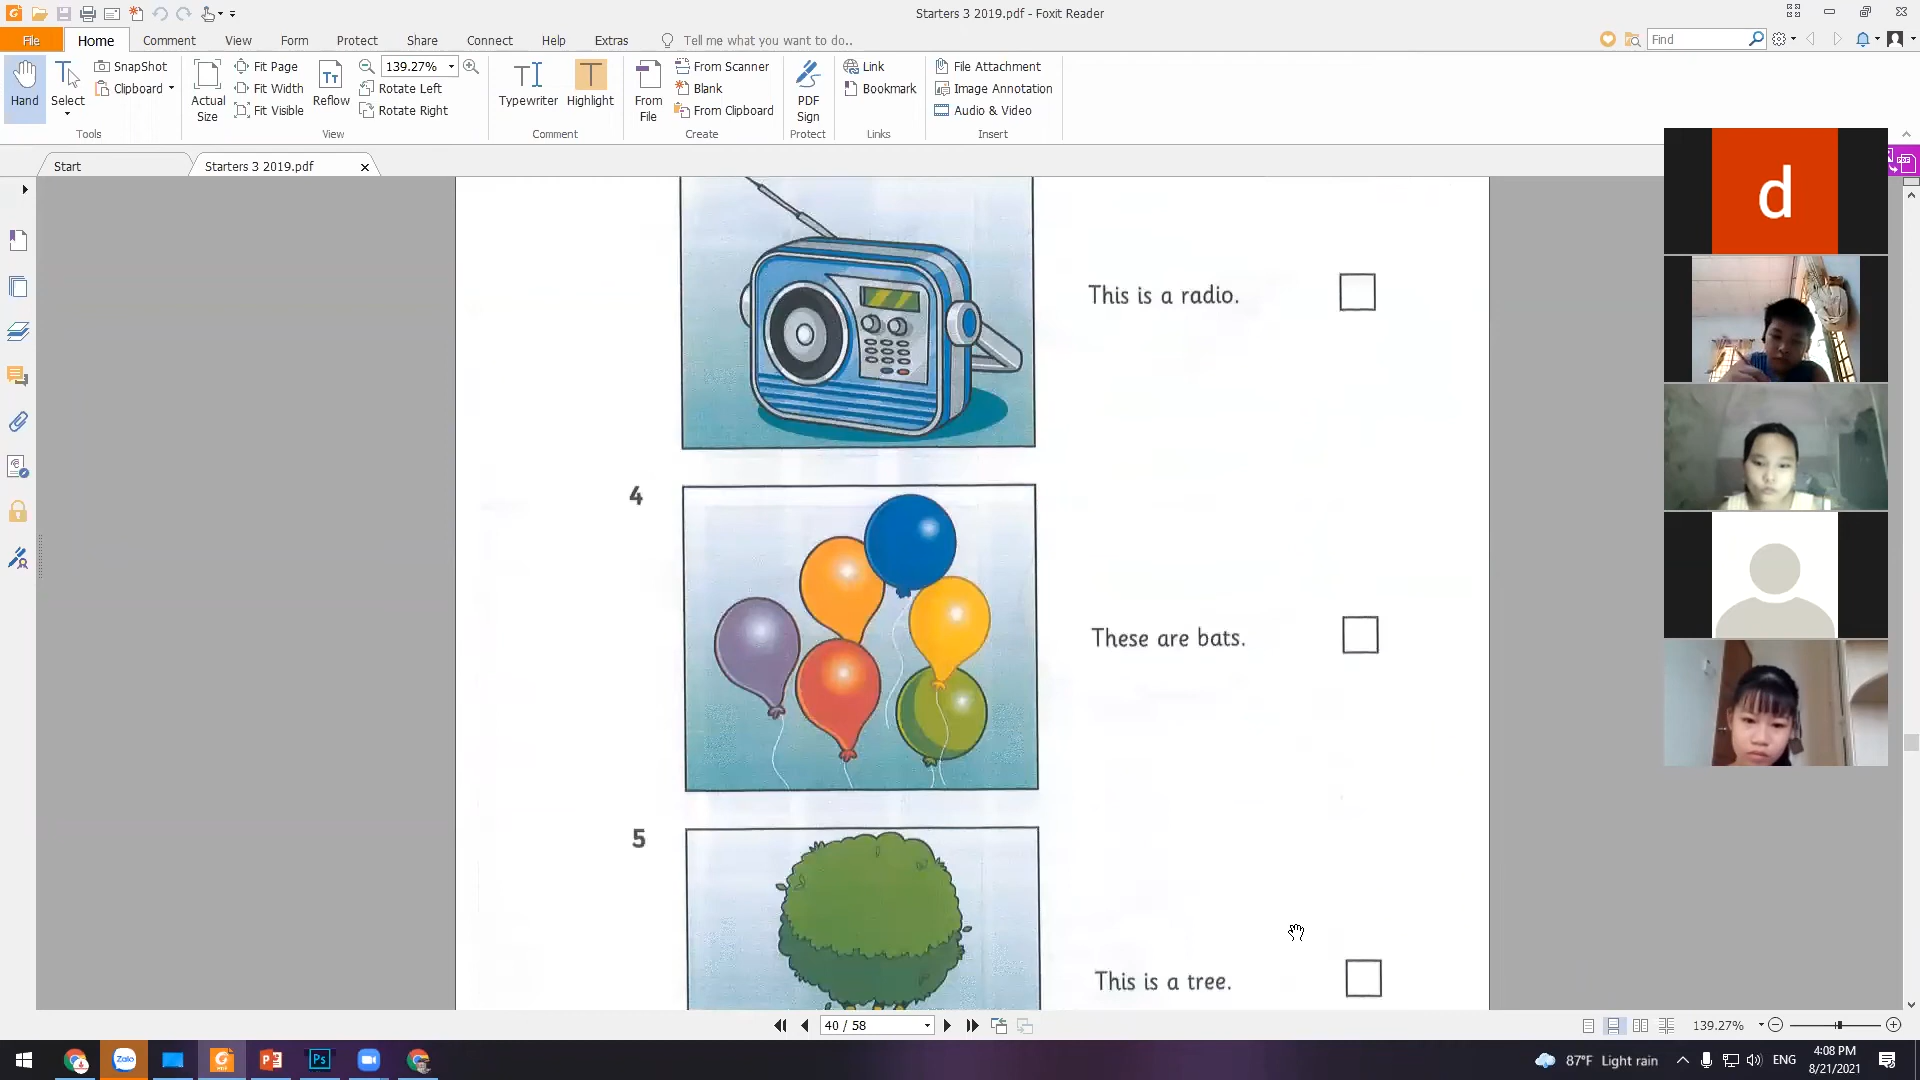 Starters 3 2019.pdf - Foxit Reader
File Home Comment View Form Protect Share Connect Help Extras Tell me what you want to do.. Find
Hand
Select
SnapShot
Clipboard
Tools
Actual
Size
Fit Page
Fit Width
Fit Visible
Reflow
139.27%
Rotate Left
Rotate Right
View
Typewriter
Highlight
Comment
From
File
From Scanner
Blank
From Clipboard
Create
PDF
Sign
Protect
Link
Bookmark
Links
File Attachment
Image Annotation
Audio & Video
Insert
Start
Starters 3 2019.pdf
d
This is a radio.
4
These are bats.
5
This is a tree.
40 / 58
139.27%
Zalo
Ps
87°F Light rain
ENG
4:08 PM
8/21/2021